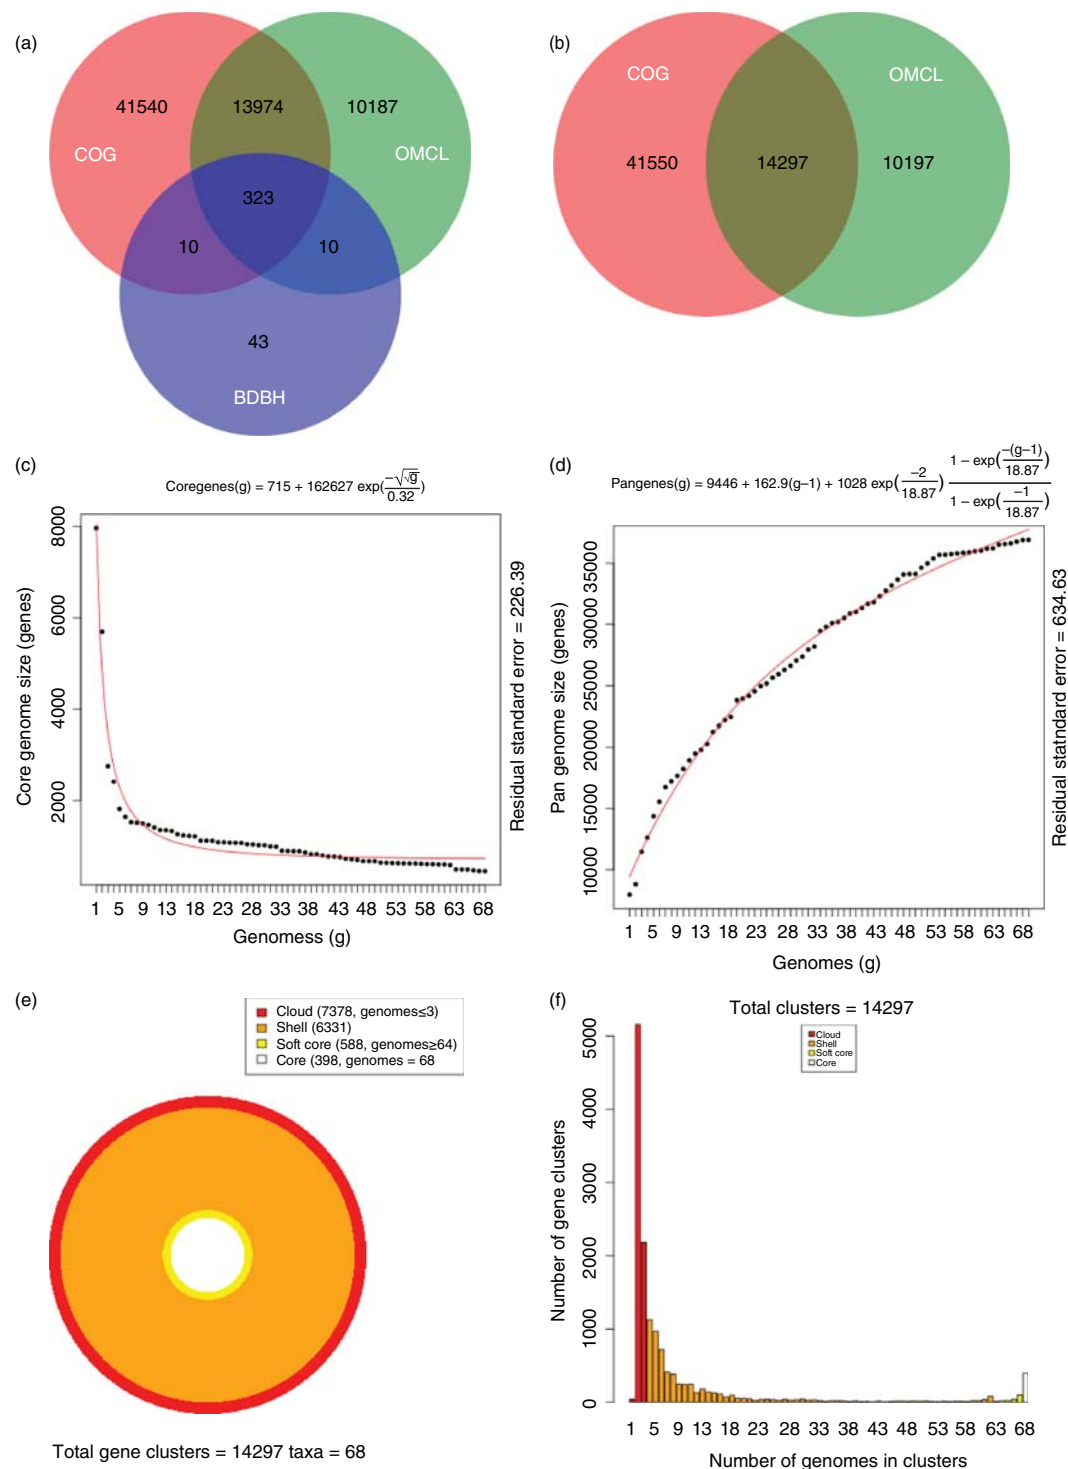 (a)
41540
13974
10187
COG
OMCL
323
10
10
43
BDBH
(b)
COG
OMCL
41550
14297
10197
(c)
Coregenes(g) = 715 + 162627 exp(−√√g/0.32)
8000
6000
4000
2000
Core genome size (genes)
1 5 9 13 18 23 28 33 38 43 48 53 58 63 68
Genomess (g)
Residual standard error = 226.39
(d)
Pangenes(g) = 9446 + 162.9(g–1) + 1028 exp(−2/18.87) 1 − exp(−(g–1)/18.87) / 1 − exp(−1/18.87)
35000
30000
25000
20000
15000
10000
Pan genome size (genes)
1 5 9 13 18 23 28 33 38 43 48 53 58 63 68
Genomes (g)
Residual statndard error = 634.63
(e)
Cloud (7378, genomes≤3)
Shell (6331)
Soft core (588, genomes≥64)
Core (398, genomes = 68
Total gene clusters = 14297 taxa = 68
(f)
Total clusters = 14297
Cloud
Shell
Soft core
Core
5000
4000
3000
2000
1000
0
Number of gene clusters
1 5 9 13 18 23 28 33 38 43 48 53 58 63 68
Number of genomes in clusters